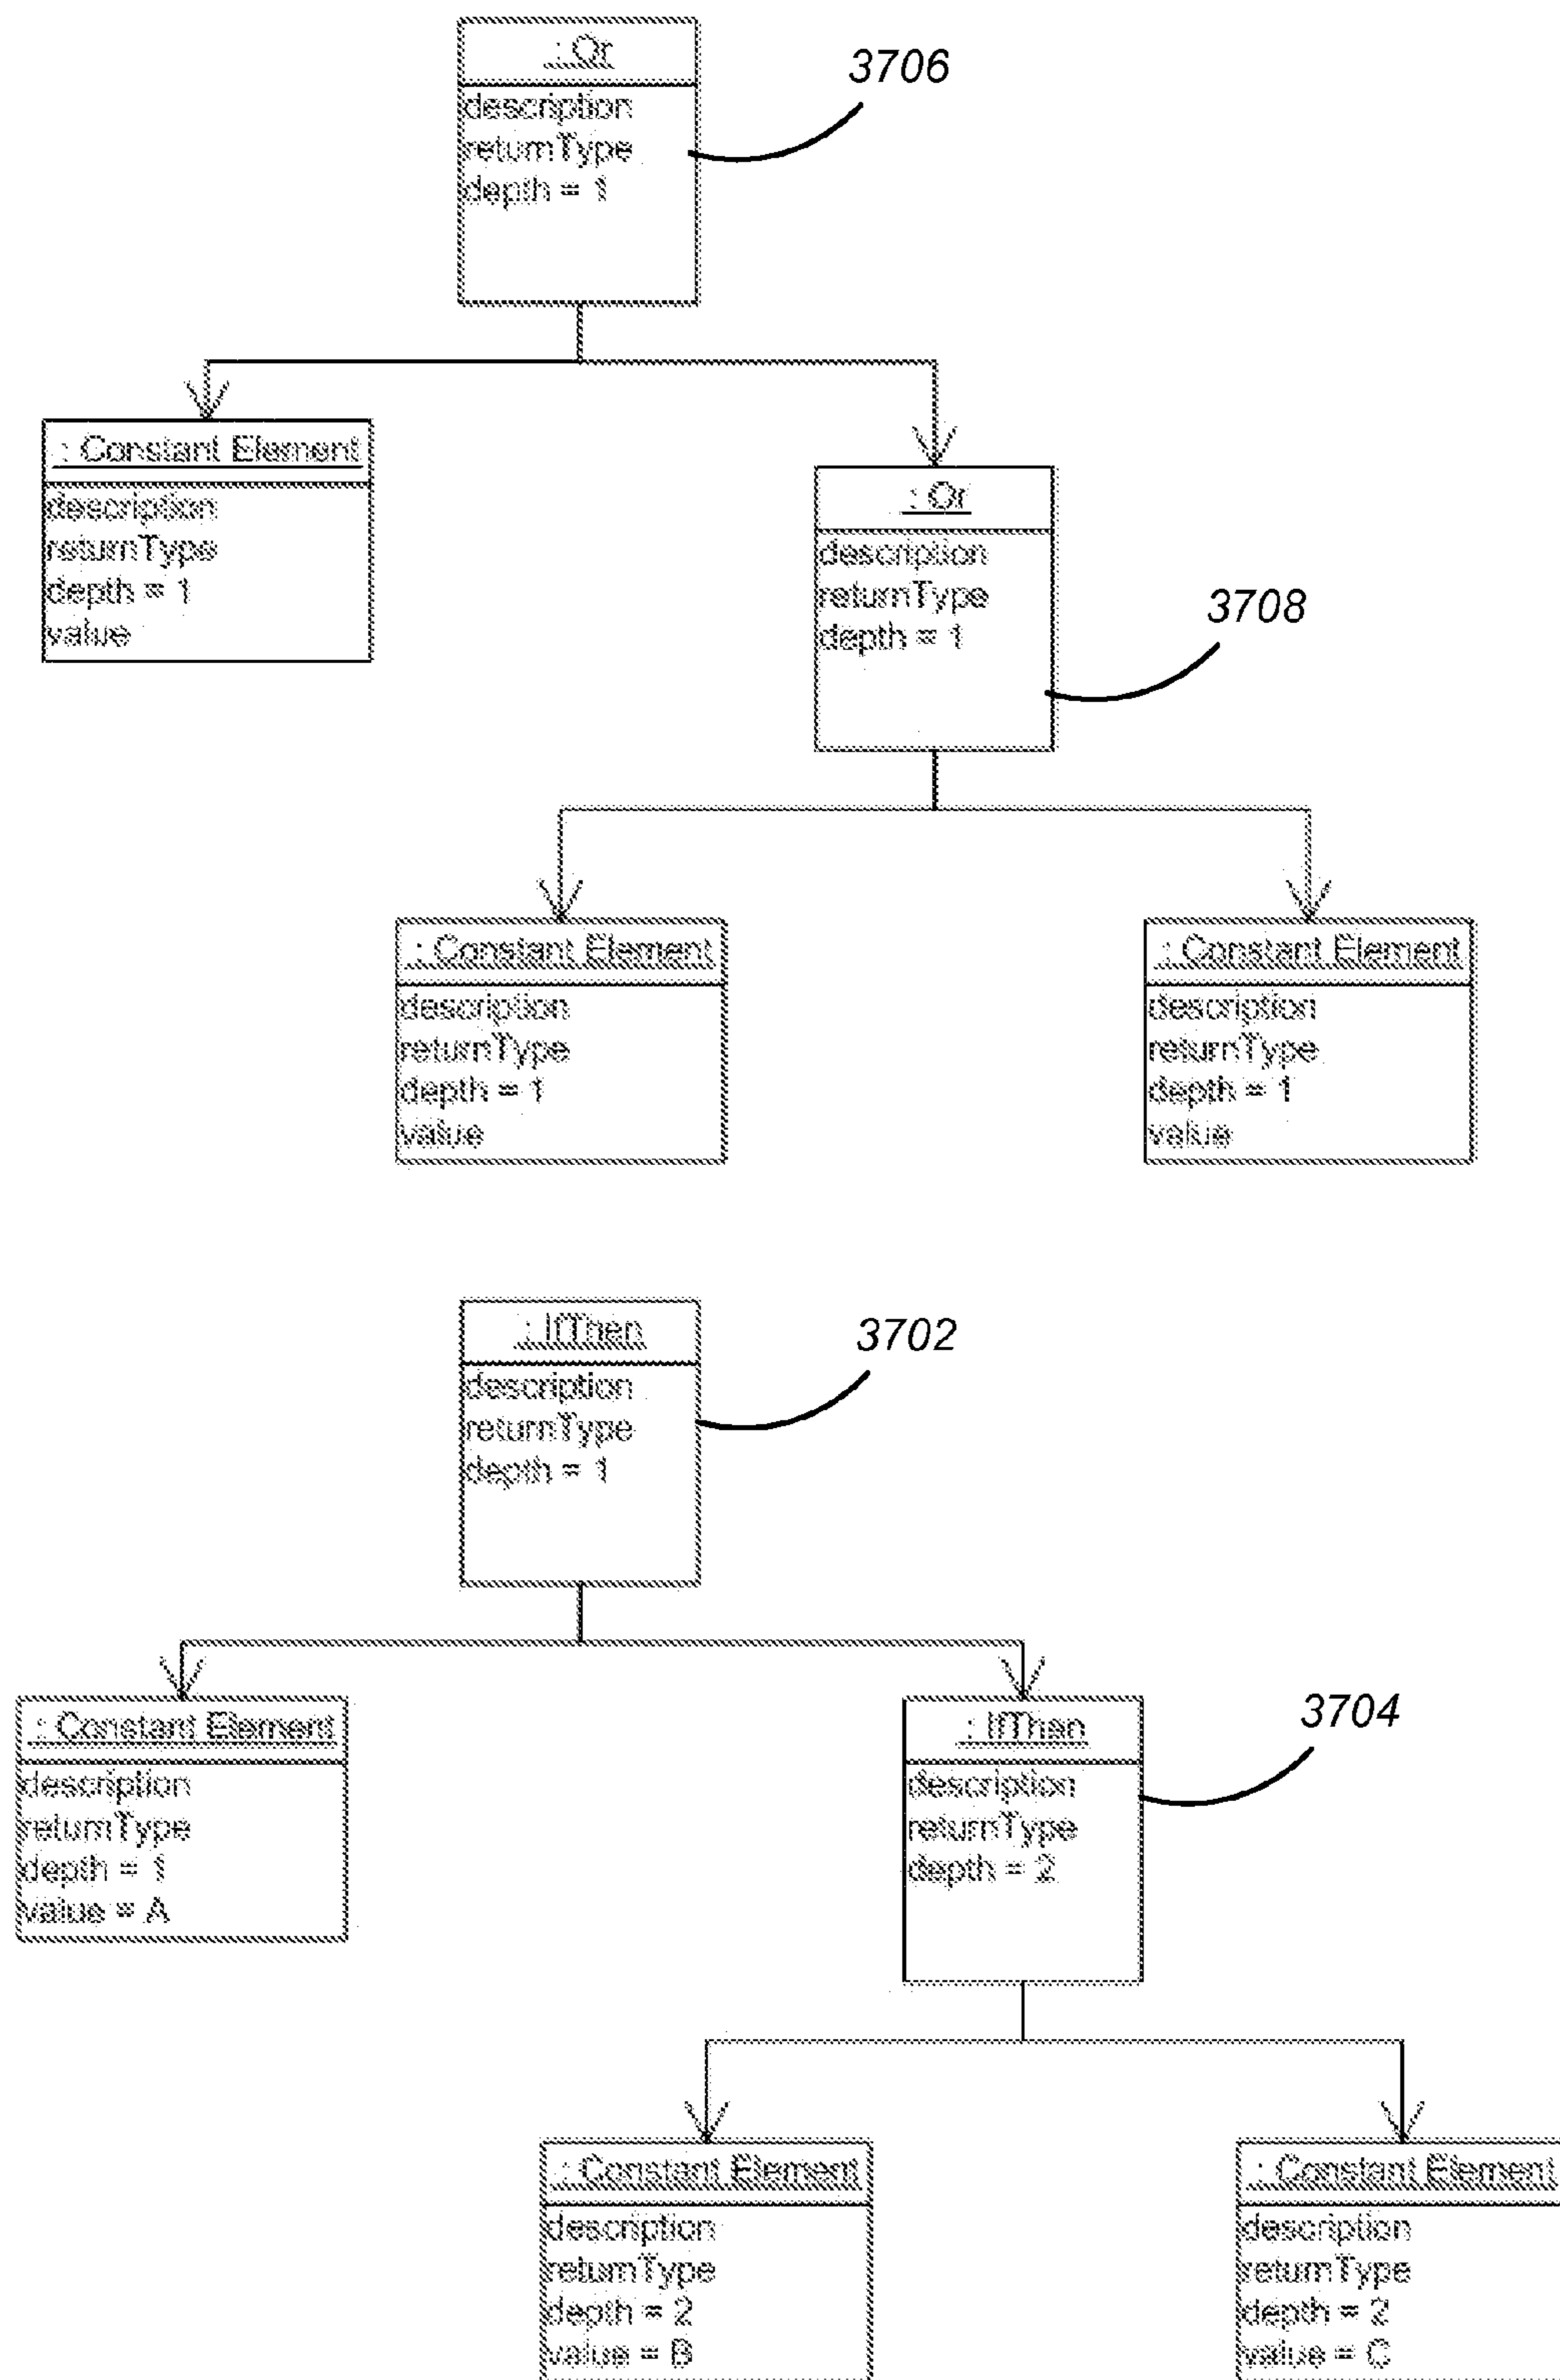 : Or
3706
description
returnType
depth = 1
: Constant Element
description
returnType
depth = 1
value
: Or
description
returnType
depth = 1
3708
: Constant Element
description
returnType
depth = 1
value
: Constant Element
description
returnType
depth = 1
value
: IfThen
3702
description
returnType
depth = 1
: Constant Element
description
returnType
depth = 1
value = A
: IfThen
3704
description
returnType
depth = 2
: Constant Element
description
returnType
depth = 2
value = B
: Constant Element
description
returnType
depth = 2
value = C